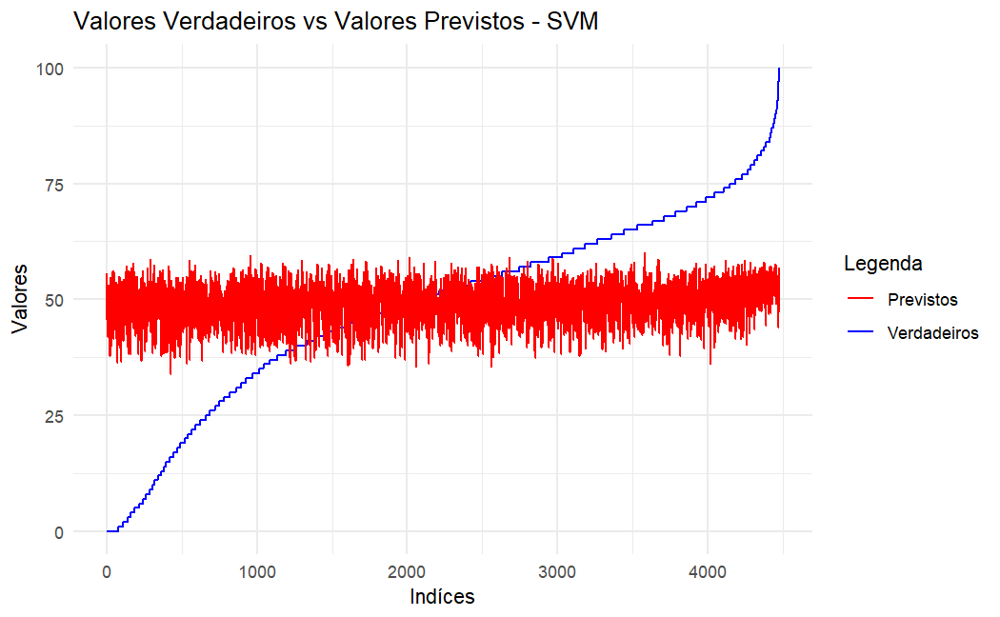 Valores Verdadeiros vs Valores Previstos - SVM
Valores
100
75
50
25
0
0 1000 2000 3000 4000
Indíces
Legenda
Previstos
Verdadeiros